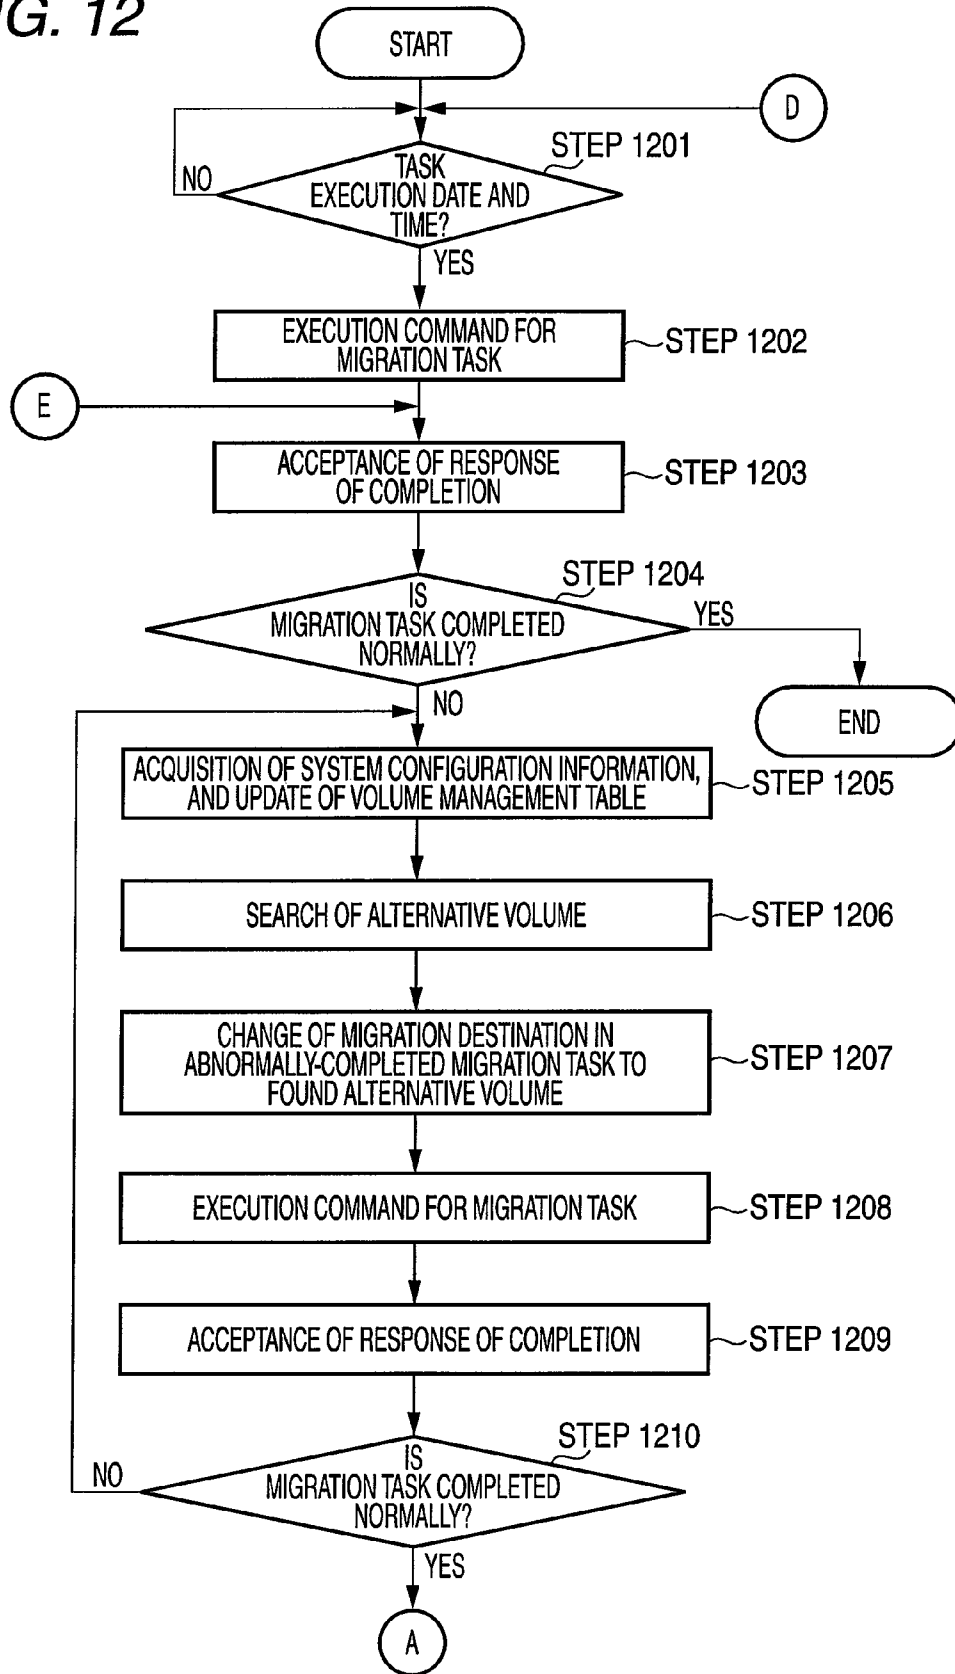 G. 12
START
D
STEP 1201
TASK
EXECUTION DATE AND
TIME?
NO
YES
EXECUTION COMMAND FOR
MIGRATION TASK
STEP 1202
E
ACCEPTANCE OF RESPONSE
OF COMPLETION
STEP 1203
STEP 1204
IS
MIGRATION TASK COMPLETED
NORMALLY?
YES
NO
END
ACQUISITION OF SYSTEM CONFIGURATION INFORMATION,
AND UPDATE OF VOLUME MANAGEMENT TABLE
STEP 1205
SEARCH OF ALTERNATIVE VOLUME
STEP 1206
CHANGE OF MIGRATION DESTINATION IN
ABNORMALLY-COMPLETED MIGRATION TASK TO
FOUND ALTERNATIVE VOLUME
STEP 1207
EXECUTION COMMAND FOR MIGRATION TASK
STEP 1208
ACCEPTANCE OF RESPONSE OF COMPLETION
STEP 1209
STEP 1210
IS
MIGRATION TASK COMPLETED
NORMALLY?
NO
YES
A